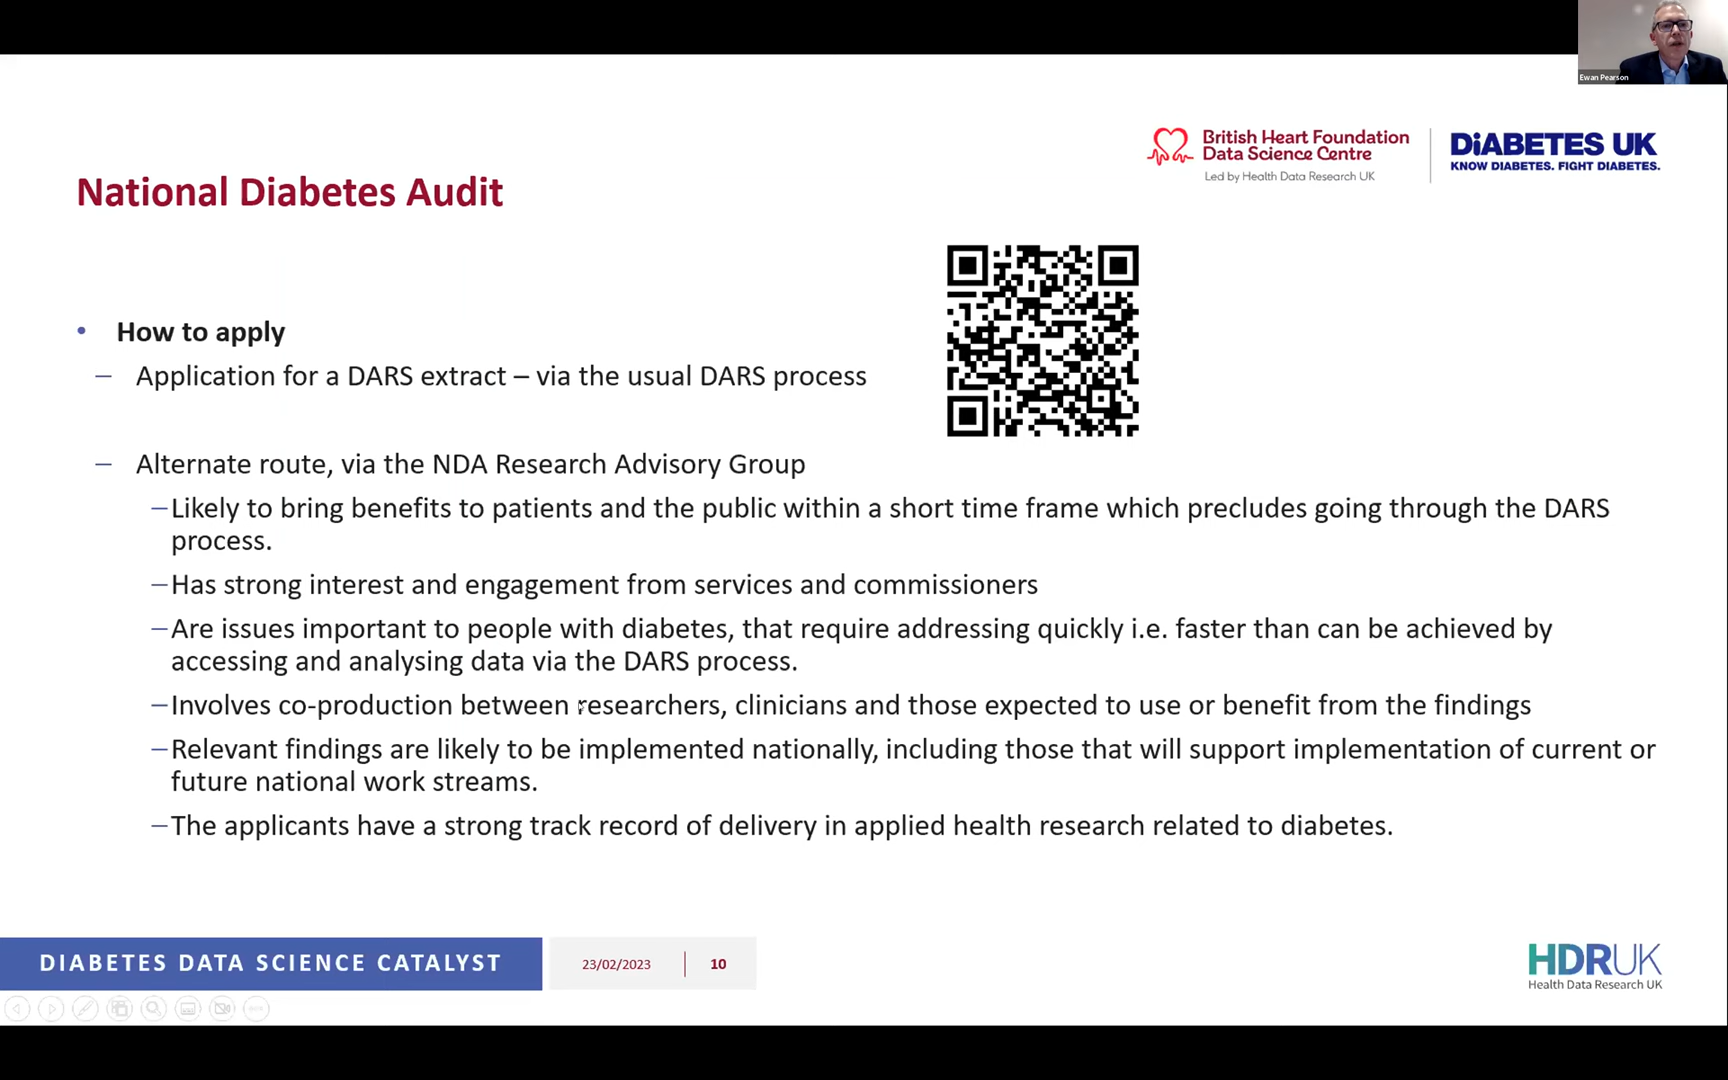 Ewan Pearson
British Heart Foundation
Data Science Centre
Led by Health Data Research UK
DiABETES UK
KNOW DIABETES. FIGHT DIABETES.
National Diabetes Audit
• How to apply
– Application for a DARS extract – via the usual DARS process
– Alternate route, via the NDA Research Advisory Group
–Likely to bring benefits to patients and the public within a short time frame which precludes going through the DARS
process.
–Has strong interest and engagement from services and commissioners
–Are issues important to people with diabetes, that require addressing quickly i.e. faster than can be achieved by
accessing and analysing data via the DARS process.
–Involves co-production between researchers, clinicians and those expected to use or benefit from the findings
–Relevant findings are likely to be implemented nationally, including those that will support implementation of current or
future national work streams.
–The applicants have a strong track record of delivery in applied health research related to diabetes.
DIABETES DATA SCIENCE CATALYST
23/02/2023
10
HDRUK
Health Data Research UK